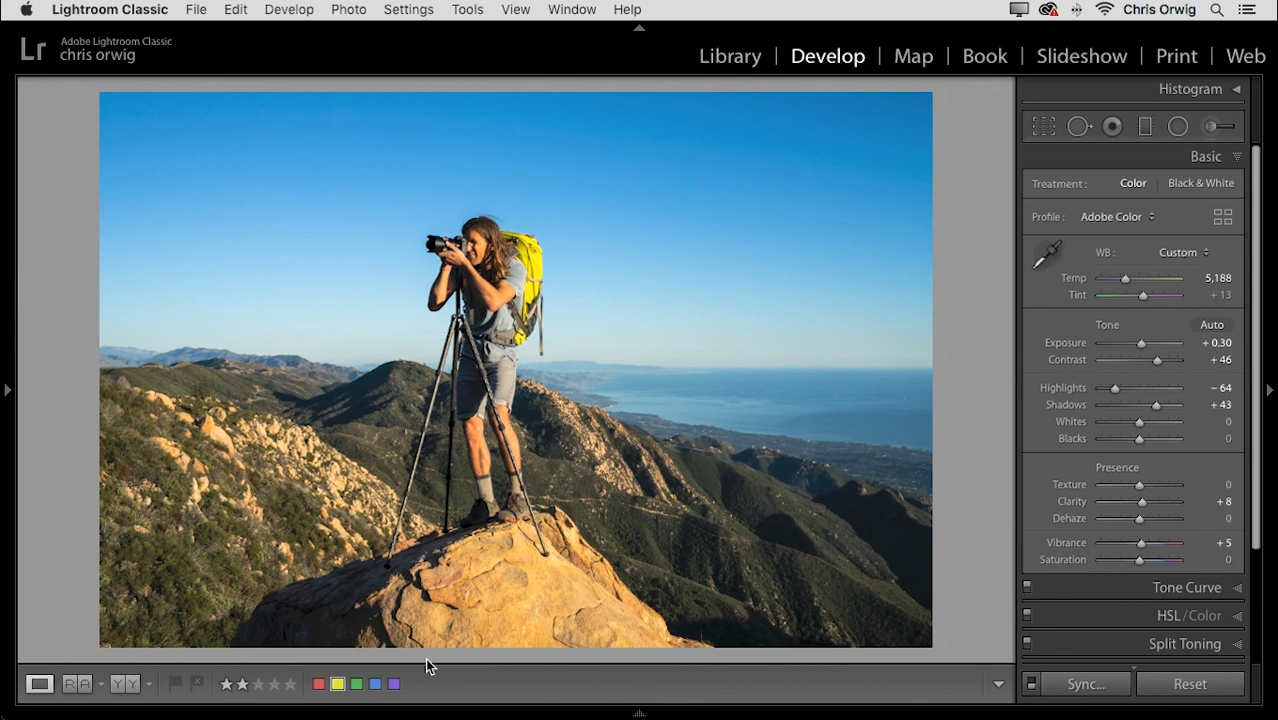 Lightroom Classic File Edit Develop Photo Settings Tools View Window Help Chris Orwig
Lr Adobe Lightroom Classic
chris orwig
Library | Develop | Map | Book | Slideshow | Print | Web
Histogram
Basic
Treatment : Color | Black & White
Profile : Adobe Color
WB : Custom
Temp 5,188
Tint + 13
Tone Auto
Exposure + 0.30
Contrast + 46
Highlights − 64
Shadows + 43
Whites 0
Blacks 0
Presence
Texture 0
Clarity + 8
Dehaze 0
Vibrance + 5
Saturation 0
Tone Curve
HSL / Color
Split Toning
R A Y Y Sync... Reset